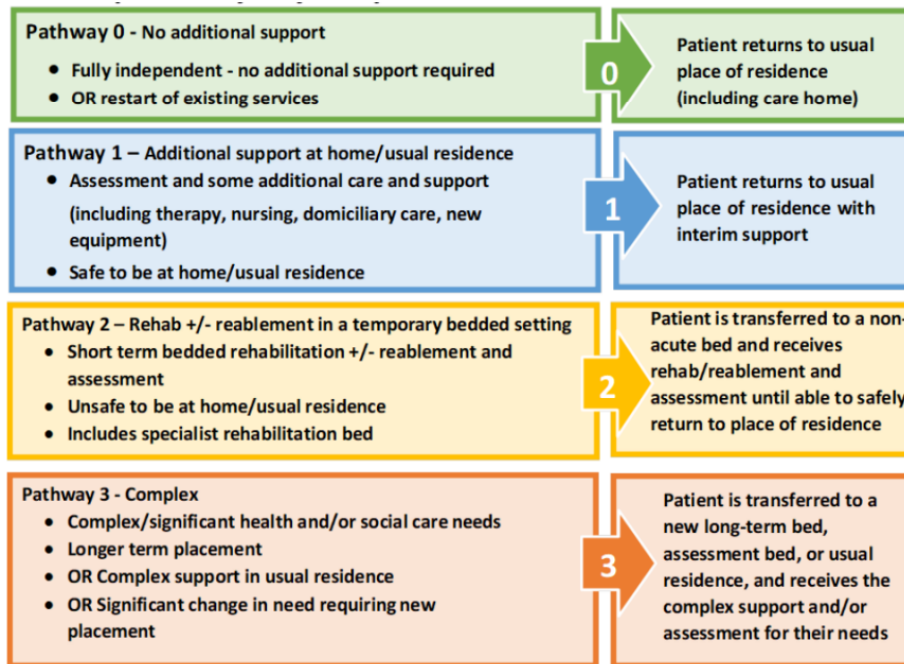 Pathway 0 - No additional support
• Fully independent - no additional support required
• OR restart of existing services
0
Patient returns to usual
place of residence
(including care home)
Pathway 1 – Additional support at home/usual residence
• Assessment and some additional care and support
(including therapy, nursing, domiciliary care, new
equipment)
• Safe to be at home/usual residence
1
Patient returns to usual
place of residence with
interim support
Pathway 2 – Rehab +/- reablement in a temporary bedded setting
• Short term bedded rehabilitation +/- reablement and
assessment
• Unsafe to be at home/usual residence
• Includes specialist rehabilitation bed
2
Patient is transferred to a non-
acute bed and receives
rehab/reablement and
assessment until able to safely
return to place of residence
Pathway 3 - Complex
• Complex/significant health and/or social care needs
• Longer term placement
• OR Complex support in usual residence
• OR Significant change in need requiring new
placement
3
Patient is transferred to a
new long-term bed,
assessment bed, or usual
residence, and receives the
complex support and/or
assessment for their needs